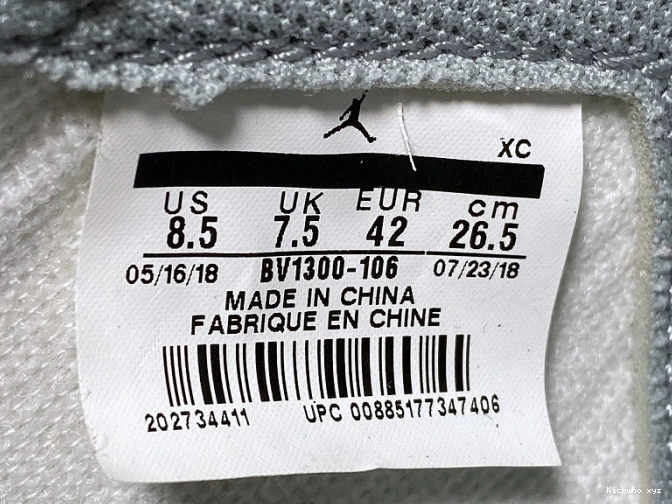 XC
US UK EUR cm
8.5 7.5 42 26.5
05/16/18 BV1300-106 07/23/18
MADE IN CHINA
FABRIQUE EN CHINE
202734411 UPC 00885177347406
Kickwho xyz